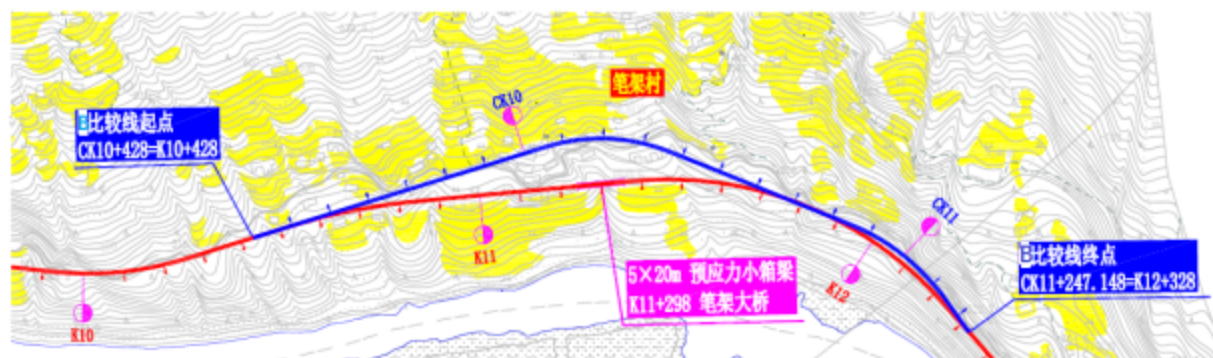 笔架村
CK10
B比较线起点
CK10+428=K10+428
CK11
K11
B比较线终点
CK11+247.148=K12+328
5×20m 预应力小箱梁
K11+298 笔架大桥
K12
K10